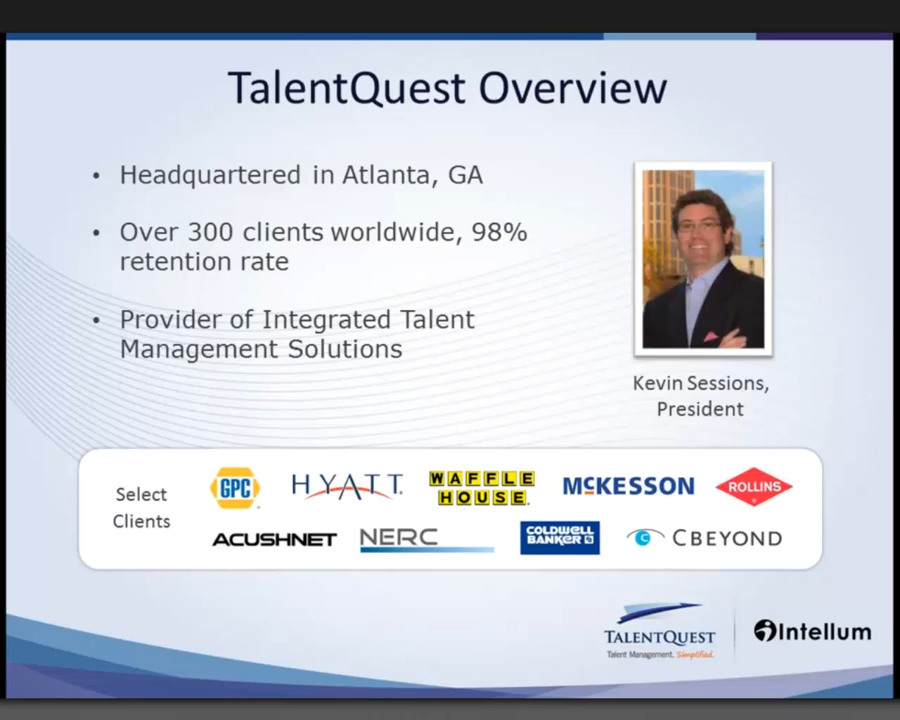 TalentQuest Overview
• Headquartered in Atlanta, GA
• Over 300 clients worldwide, 98%
retention rate
• Provider of Integrated Talent
Management Solutions
Kevin Sessions,
President
Select
Clients
GPC
HYATT
WAFFLE
HOUSE
MCKESSON
ROLLINS
ACUSHNET
NERC
COLDWELL
BANKER
CBEYOND
TALENTQUEST
Talent Management. Simplified.
Intellum